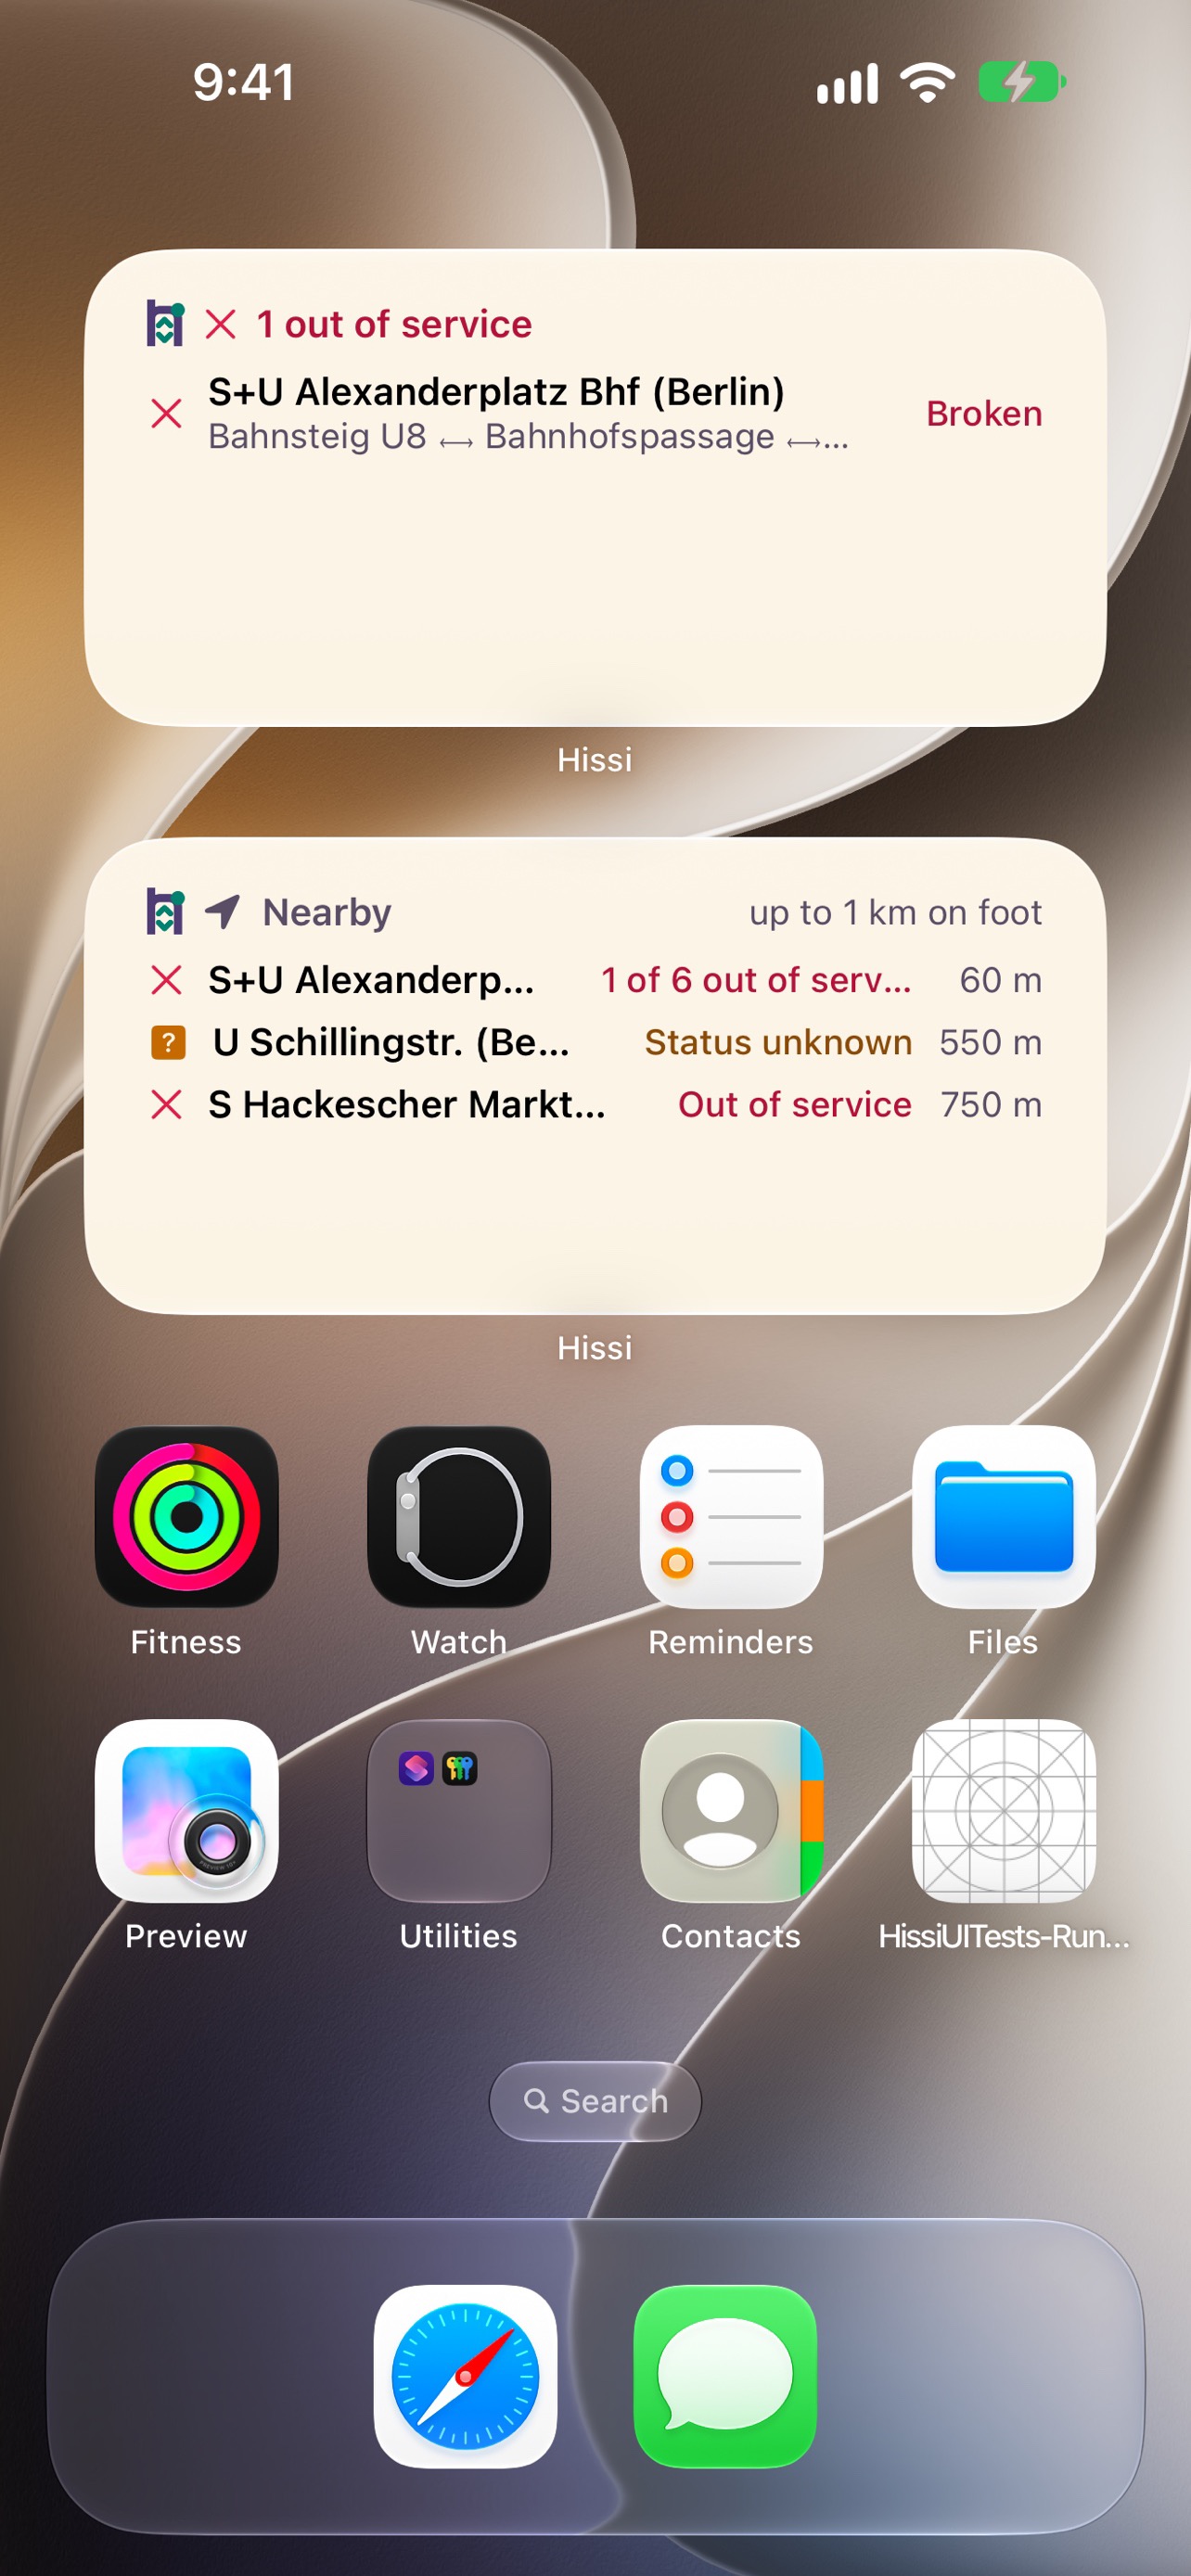 9:41
1 out of service
S+U Alexanderplatz Bhf (Berlin)
Broken
Bahnsteig U8 ⟷ Bahnhofspassage ⟷…
Hissi
Nearby
up to 1 km on foot
S+U Alexanderp… 1 of 6 out of serv… 60 m
? U Schillingstr. (Be… Status unknown 550 m
S Hackescher Markt… Out of service 750 m
Hissi
Fitness Watch Reminders Files
Preview Utilities Contacts HissiUITests-Run…
Search